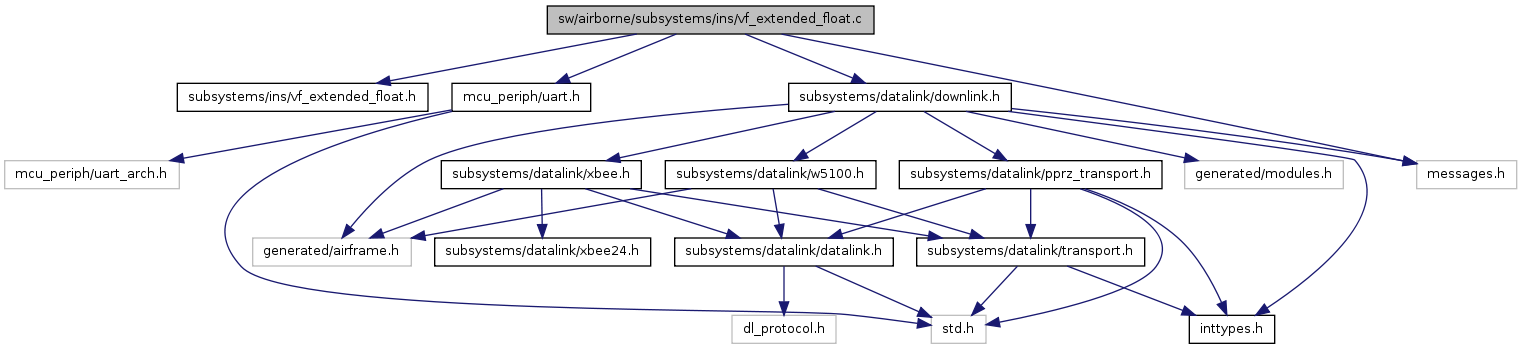 sw/airborne/subsystems/ins/vf_extended_float.c
subsystems/ins/vf_extended_float.h
mcu_periph/uart.h
subsystems/datalink/downlink.h
mcu_periph/uart_arch.h
subsystems/datalink/xbee.h
subsystems/datalink/w5100.h
subsystems/datalink/pprz_transport.h
generated/modules.h
messages.h
generated/airframe.h
subsystems/datalink/xbee24.h
subsystems/datalink/datalink.h
subsystems/datalink/transport.h
dl_protocol.h
std.h
inttypes.h